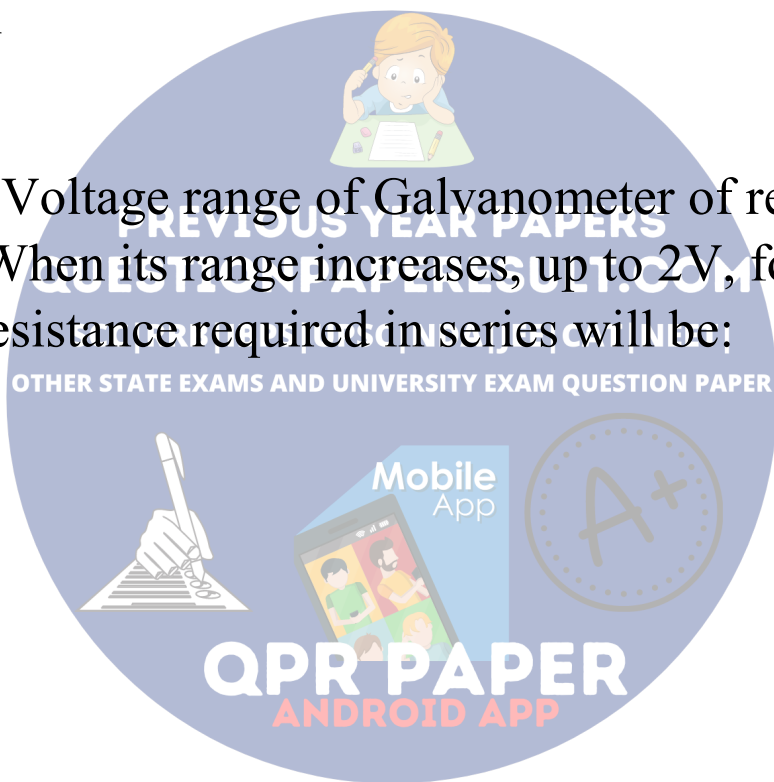 Voltage range of Galvanometer of re
PREVIOUS YEAR PAPERS
When its range increases, up to 2V, fo
QUESTIONPAPERESULT.COM
esistance required in series will be:
OTHER STATE EXAMS AND UNIVERSITY EXAM QUESTION PAPER
Mobile
App
A+
QPR PAPER
ANDROID APP